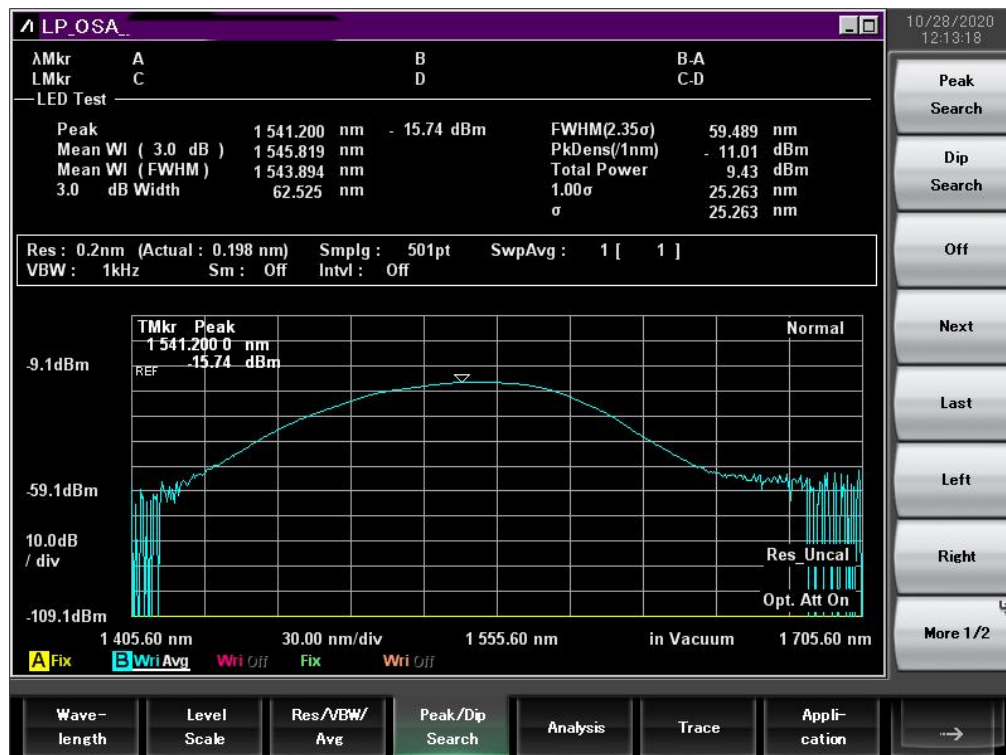 LP_OSA_
10/28/2020
12:13:18
λMkr A B B-A
LMkr C D C-D
LED Test
Peak 1 541.200 nm - 15.74 dBm FWHM(2.35σ) 59.489 nm
Mean Wl ( 3.0 dB ) 1 545.819 nm PkDens(/1nm) - 11.01 dBm
Mean Wl ( FWHM ) 1 543.894 nm Total Power 9.43 dBm
3.0 dB Width 62.525 nm 1.00σ 25.263 nm
σ 25.263 nm
Res : 0.2nm (Actual : 0.198 nm) Smplg : 501pt SwpAvg : 1 [ 1 ]
VBW : 1kHz Sm : Off Intvl : Off
TMkr Peak Normal
1 541.200 0 nm
-15.74 dBm
-9.1dBm
REF
-59.1dBm
10.0dB
/ div
Res_Uncal
Opt. Att On
-109.1dBm
1 405.60 nm 30.00 nm/div 1 555.60 nm in Vacuum 1 705.60 nm
A Fix B Wri Avg Wri Off Fix Wri Off
Peak
Search
Dip
Search
Off
Next
Last
Left
Right
More 1/2
Wave-
length
Level
Scale
Res/VBW/
Avg
Peak/Dip
Search
Analysis
Trace
Appli-
cation
→